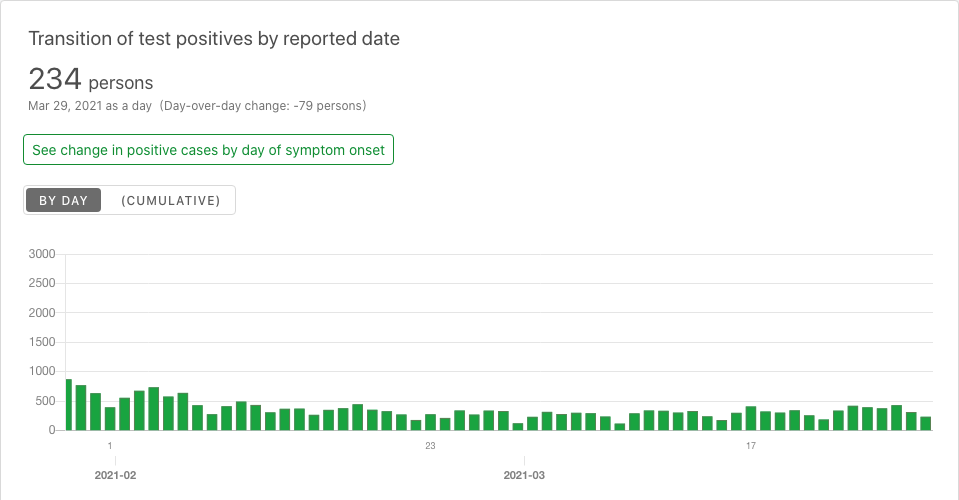 Transition of test positives by reported date
234 persons
Mar 29, 2021 as a day (Day-over-day change: -79 persons)
See change in positive cases by day of symptom onset
BY DAY (CUMULATIVE)
3000
2500
2000
1500
1000
500
0
1 23 17
2021-02 2021-03